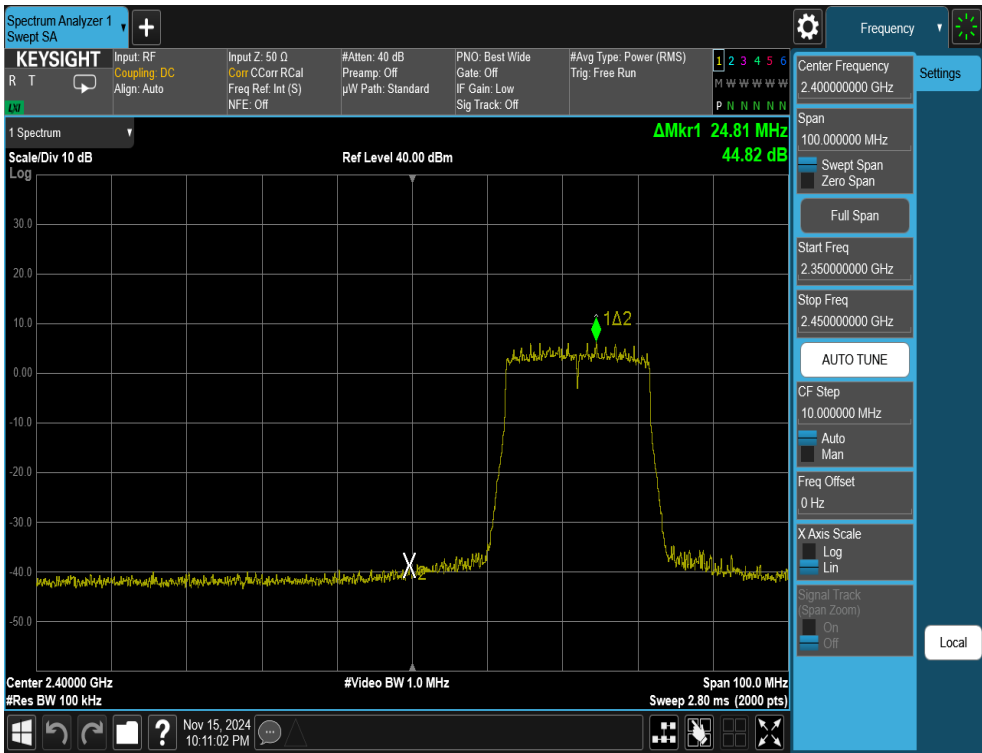 Spectrum Analyzer 1
Swept SA
+
Frequency
KEYSIGHT
R T
LXI
Input: RF
Coupling: DC
Align: Auto
Input Z: 50 Ω
Corr CCorr RCal
Freq Ref: Int (S)
NFE: Off
#Atten: 40 dB
Preamp: Off
µW Path: Standard
PNO: Best Wide
Gate: Off
IF Gain: Low
Sig Track: Off
#Avg Type: Power (RMS)
Trig: Free Run
1 2 3 4 5 6
M W W W W W
P N N N N N
1 Spectrum
Scale/Div 10 dB
Log
Ref Level 40.00 dBm
ΔMkr1 24.81 MHz
44.82 dB
30.0
20.0
10.0
0.00
-10.0
-20.0
-30.0
-40.0
-50.0
1Δ2
X2
Center 2.40000 GHz
#Res BW 100 kHz
#Video BW 1.0 MHz
Span 100.0 MHz
Sweep 2.80 ms (2000 pts)
?
Nov 15, 2024
10:11:02 PM
Center Frequency
2.400000000 GHz
Span
100.000000 MHz
Swept Span
Zero Span
Full Span
Start Freq
2.350000000 GHz
Stop Freq
2.450000000 GHz
AUTO TUNE
CF Step
10.000000 MHz
Auto
Man
Freq Offset
0 Hz
X Axis Scale
Log
Lin
Signal Track
(Span Zoom)
On
Off
Settings
Local